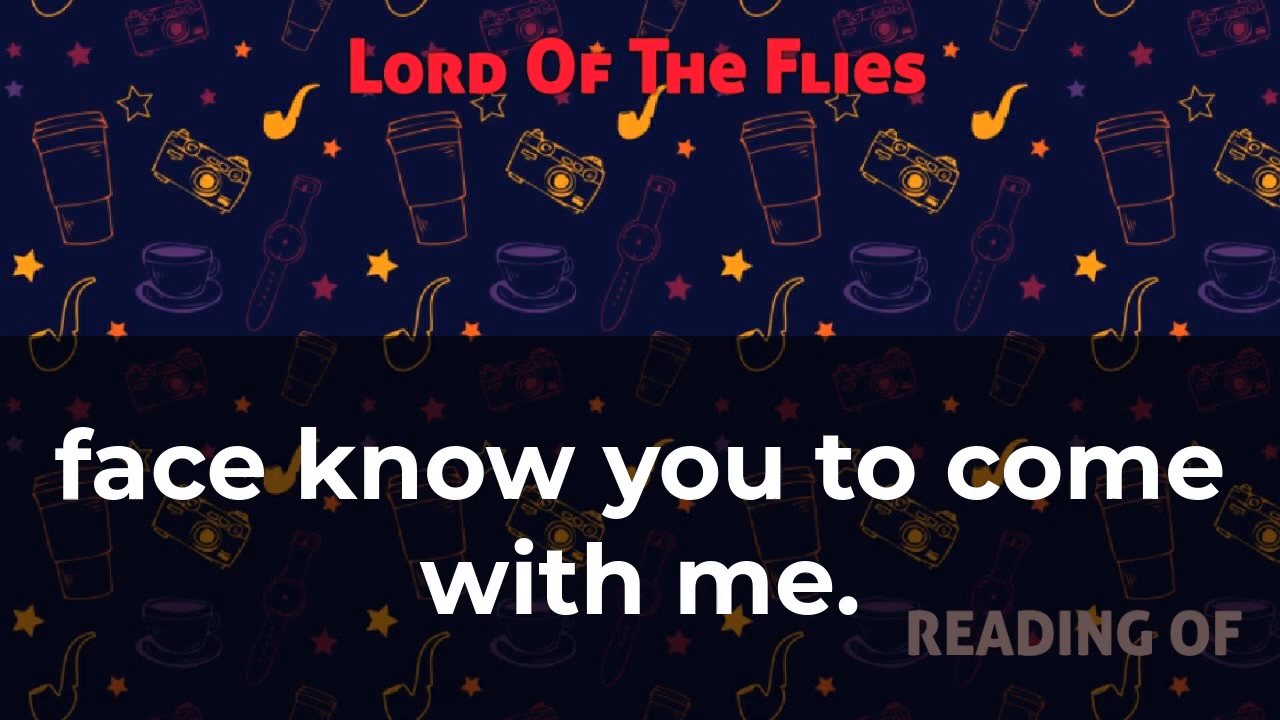 Lord Of The Flies
face know you to come
with me.
READING OF